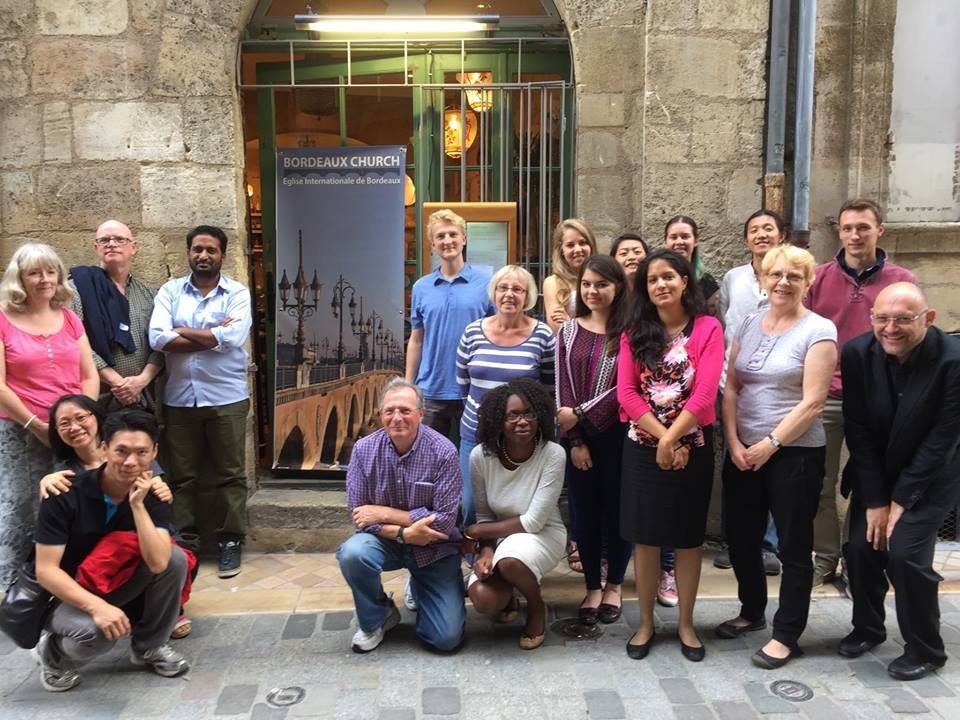 BORDEAUX CHURCH
Eglise Internationale de Bordeaux